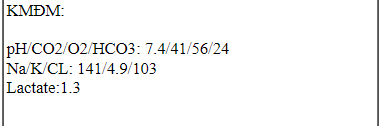 KMĐM:
pH/CO2/O2/HCO3: 7.4/41/56/24
Na/K/CL: 141/4.9/103
Lactate:1.3